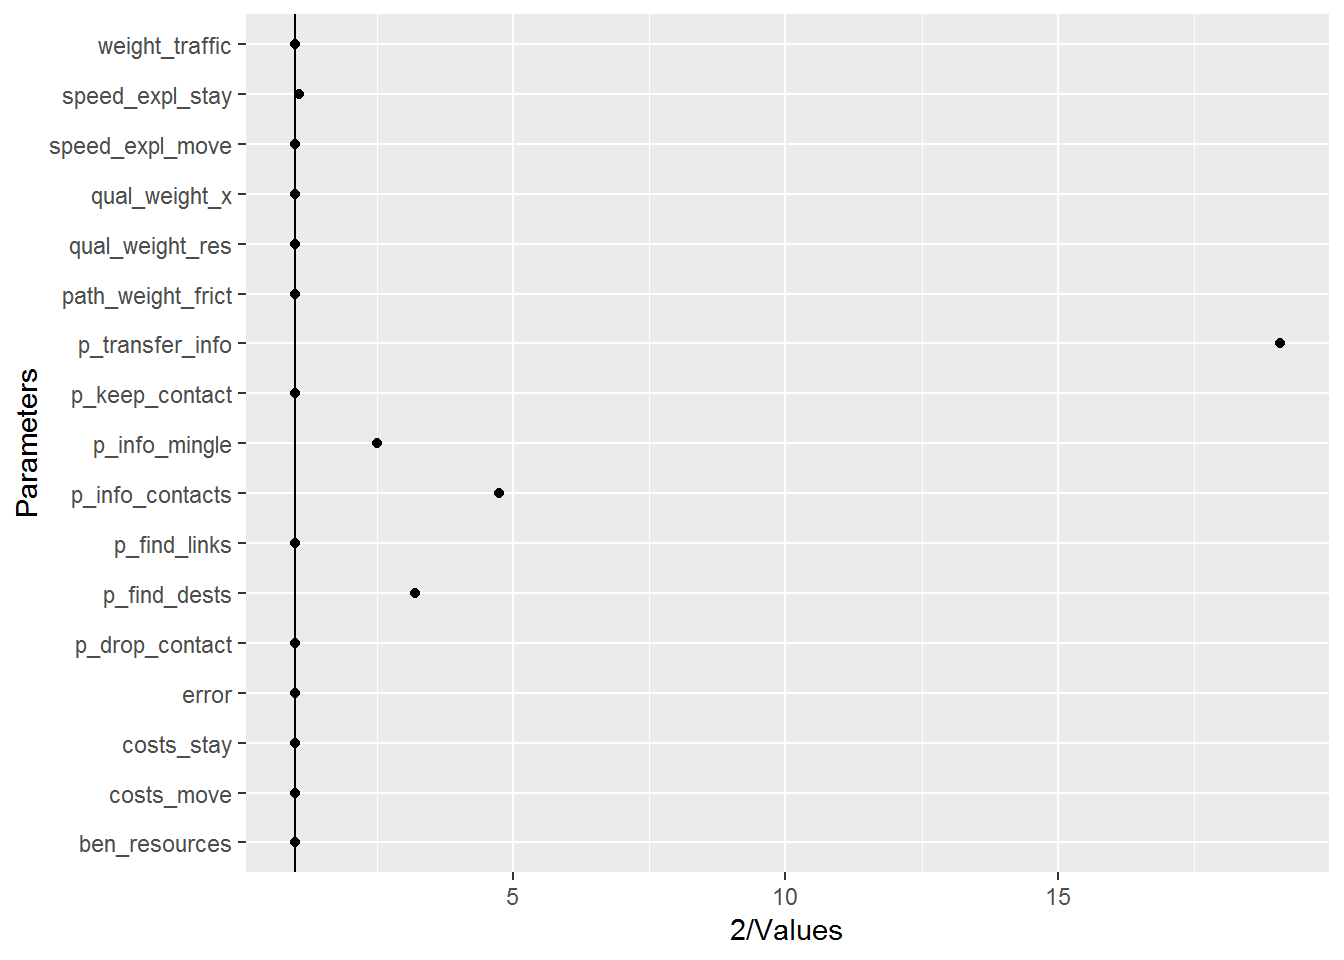 weight_traffic
speed_expl_stay
speed_expl_move
qual_weight_x
qual_weight_res
path_weight_frict
p_transfer_info
p_keep_contact
p_info_mingle
p_info_contacts
p_find_links
p_find_dests
p_drop_contact
error
costs_stay
costs_move
ben_resources
Parameters
5 10 15
2/Values